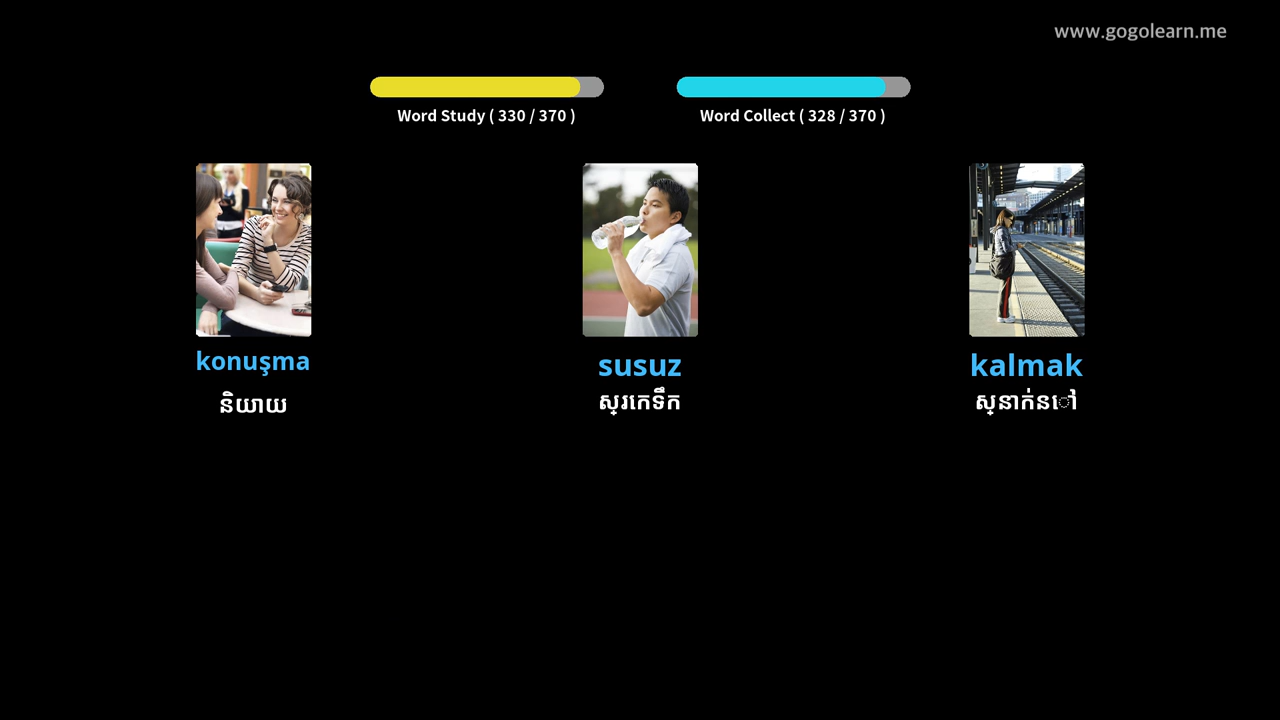 www.gogolearn.me
Word Study ( 330 / 370 )
Word Collect ( 328 / 370 )
konuşma
susuz
kalmak
និយាយ
ស្រេកទឹក
ស្នាក់នៅ